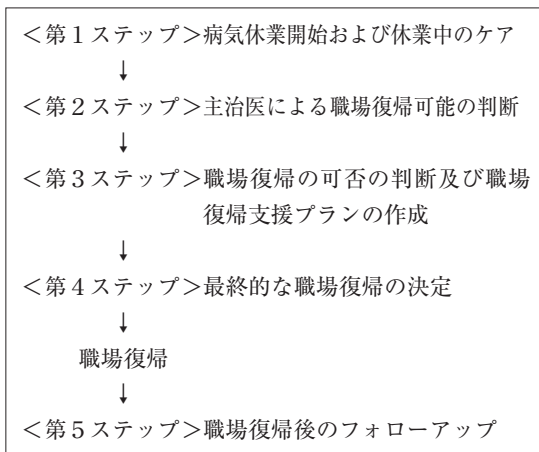 ＜第１ステップ＞病気休業開始および休業中のケア
↓
＜第２ステップ＞主治医による職場復帰可能の判断
↓
＜第３ステップ＞職場復帰の可否の判断及び職場
復帰支援プランの作成
↓
＜第４ステップ＞最終的な職場復帰の決定
↓
職場復帰
↓
＜第５ステップ＞職場復帰後のフォローアップ